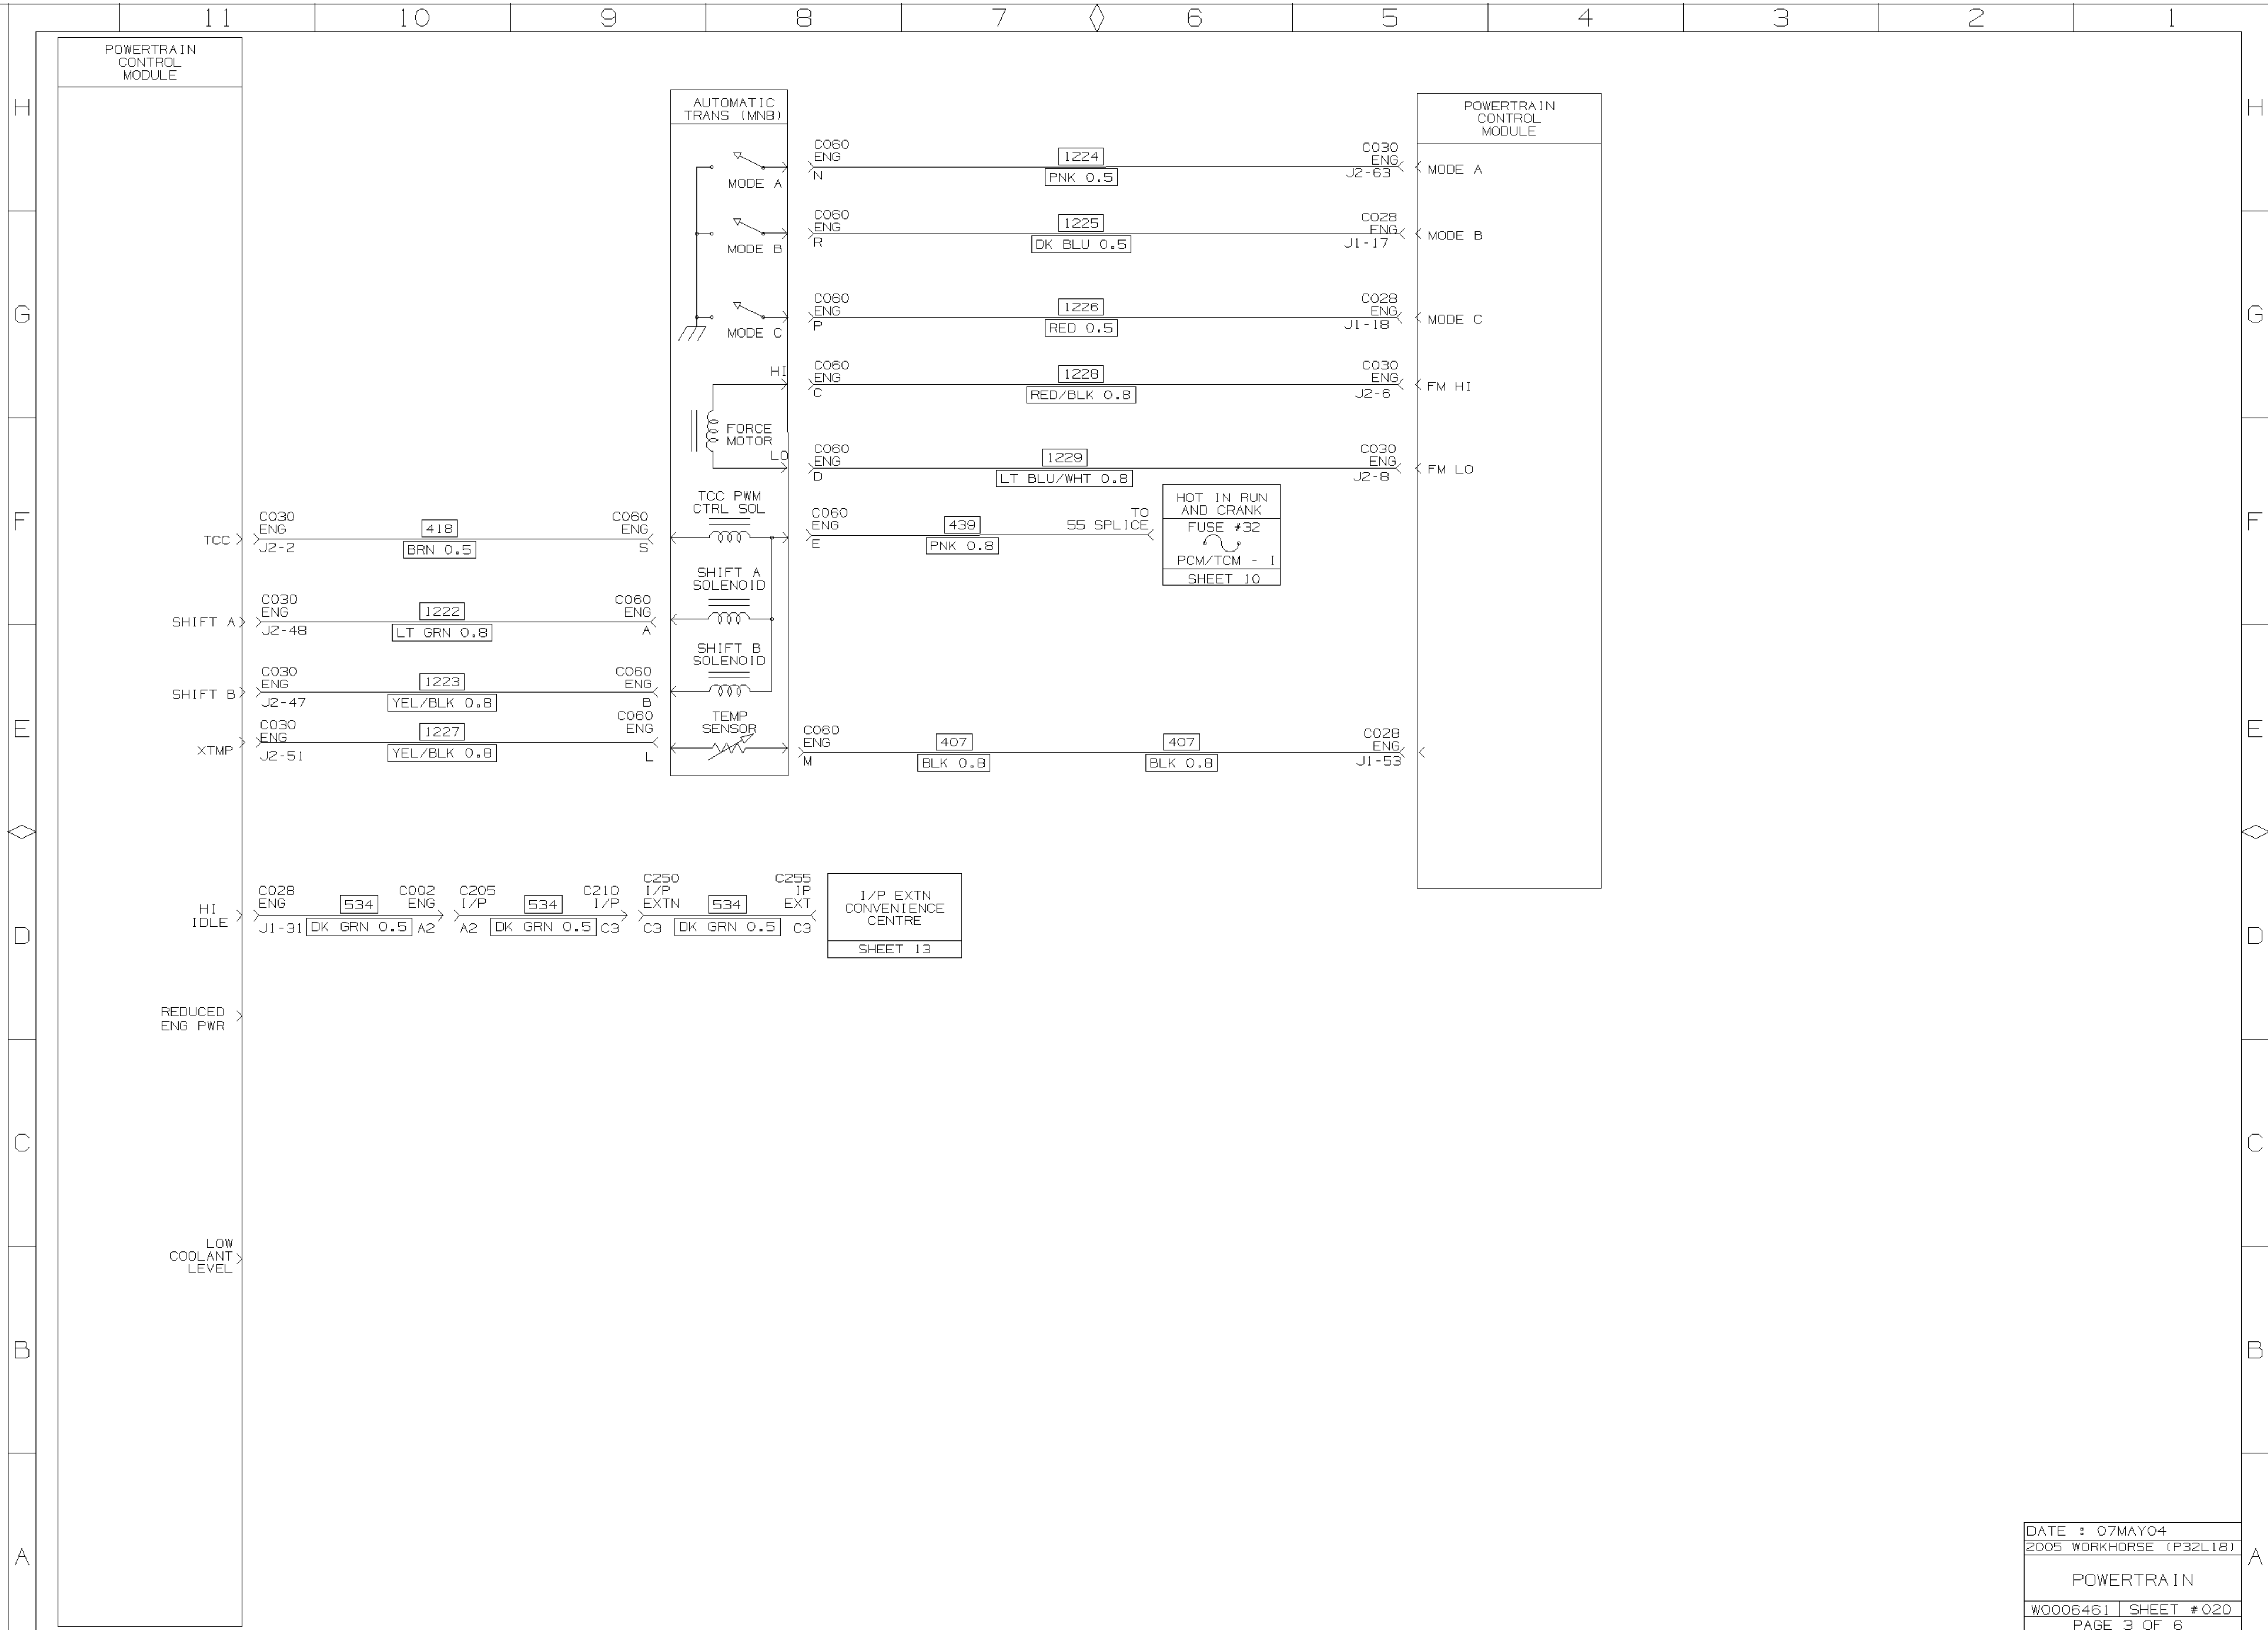 11 10 9 8 7 6 5 4 3 2 1
H
G
F
E
D
C
B
A
H
G
F
E
D
C
B
A
POWERTRAIN
CONTROL
MODULE
TCC
SHIFT A
SHIFT B
XTMP
HI
IDLE
REDUCED
ENG PWR
LOW
COOLANT
LEVEL
C030
ENG
J2-2
418
BRN 0.5
C060
ENG
S
C030
ENG
J2-48
1222
LT GRN 0.8
C060
ENG
A
C030
ENG
J2-47
1223
YEL/BLK 0.8
C060
ENG
B
C030
ENG
J2-51
1227
YEL/BLK 0.8
C060
ENG
L
C028
ENG
J1-31
534
DK GRN 0.5
C002
ENG
A2
C205
I/P
A2
534
DK GRN 0.5
C210
I/P
C3
C250
I/P
EXTN
C3
534
DK GRN 0.5
C255
IP
EXT
C3
I/P EXTN
CONVENIENCE
CENTRE
SHEET 13
AUTOMATIC
TRANS (MN8)
MODE A
MODE B
MODE C
HI
FORCE
MOTOR
LO
TCC PWM
CTRL SOL
SHIFT A
SOLENOID
SHIFT B
SOLENOID
TEMP
SENSOR
C060
ENG
N
1224
PNK 0.5
C030
ENG
J2-63
C060
ENG
R
1225
DK BLU 0.5
C028
ENG
J1-17
C060
ENG
P
1226
RED 0.5
C028
ENG
J1-18
C060
ENG
C
1228
RED/BLK 0.8
C030
ENG
J2-6
C060
ENG
D
1229
LT BLU/WHT 0.8
C030
ENG
J2-8
C060
ENG
E
439
PNK 0.8
TO
55 SPLICE
HOT IN RUN
AND CRANK
FUSE #32
PCM/TCM - I
SHEET 10
C060
ENG
M
407
BLK 0.8
407
BLK 0.8
C028
ENG
J1-53
POWERTRAIN
CONTROL
MODULE
MODE A
MODE B
MODE C
FM HI
FM LO
DATE : 07MAY04
2005 WORKHORSE (P32L18)
POWERTRAIN
W0006461 SHEET #020
PAGE 3 OF 6